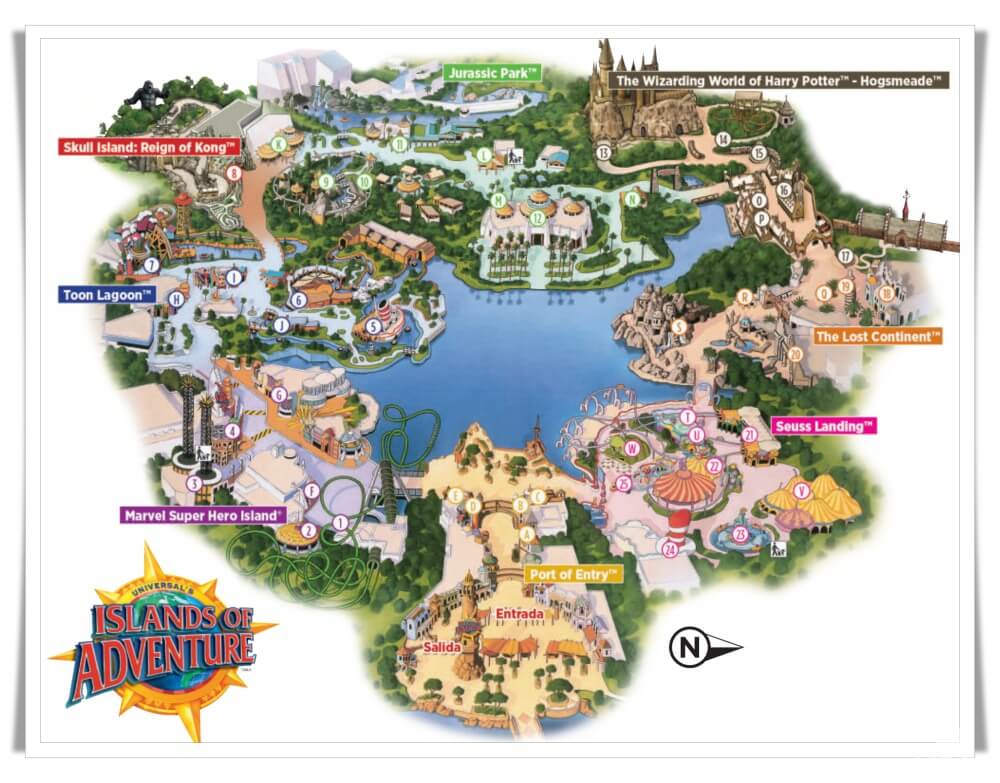 Jurassic Park™
The Wizarding World of Harry Potter™ - Hogsmeade™
Skull Island: Reign of Kong™
K
11
L
13
14
15
8
9
10
M
12
N
16
O
P
7
I
17
Toon Lagoon™
H
6
J
5
R
Q
19
18
S
The Lost Continent™
20
G
4
T
U
21
Seuss Landing™
W
22
3
F
E
D
C
B
25
V
Marvel Super Hero Island®
2
1
A
23
24
Port of Entry™
UNIVERSAL'S
ISLANDS OF
ADVENTURE
Entrada
Salida
N